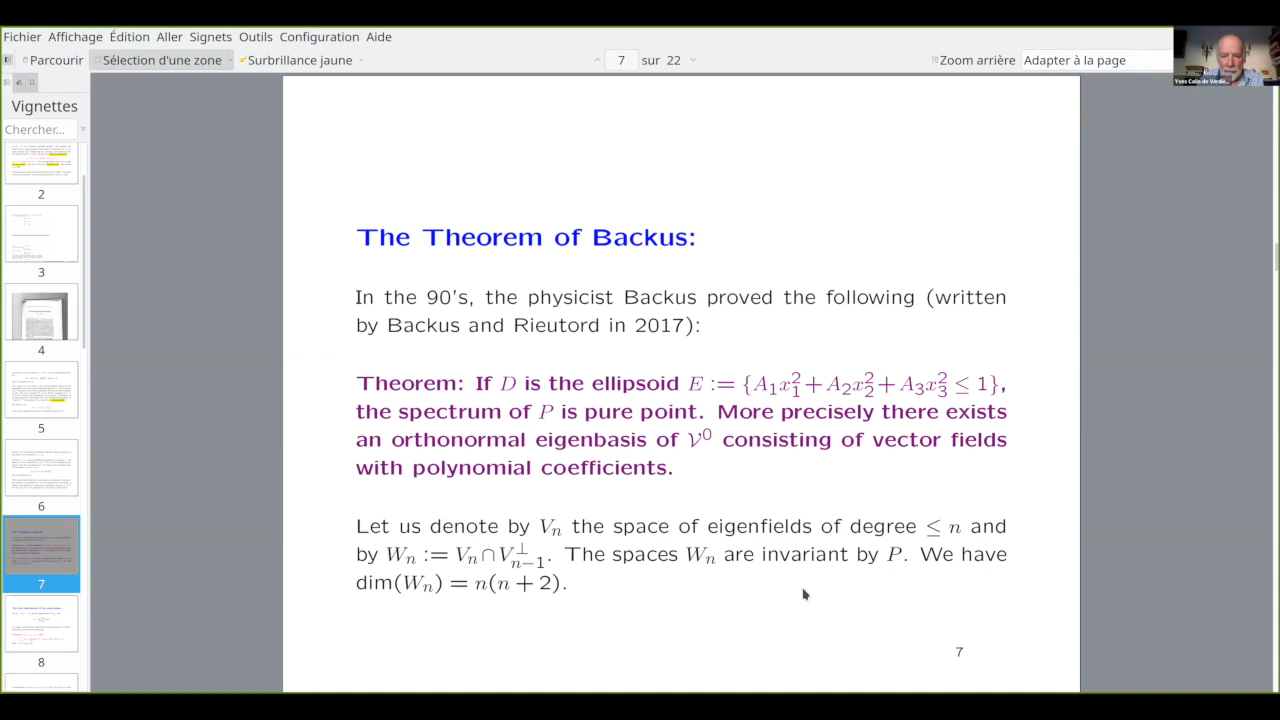 Fichier Affichage Édition Aller Signets Outils Configuration Aide
Parcourir Sélection d'une zone Surbrillance jaune 7 sur 22 Zoom arrière Adapter à la page
Yves Colin de Verdiè...
Vignettes
Chercher...
2
3
4
5
6
7
8
The Theorem of Backus:
In the 90's, the physicist Backus proved the following (written
by Backus and Rieutord in 2017):
Theorem: If D is the ellipsoid E := {A₁x₁²+A₂x₂²+A₃x₃² ≤ 1},
the spectrum of P is pure point. More precisely there exists
an orthonormal eigenbasis of 𝒱⁰ consisting of vector fields
with polynomial coefficients.
Let us denote by Vₙ the space of eigenfields of degree ≤ n and
by Wₙ := Vₙ ∩ V⊥ₙ₋₁. The spaces Wₙ are invariant by P. We have
dim(Wₙ) = n(n + 2).
7